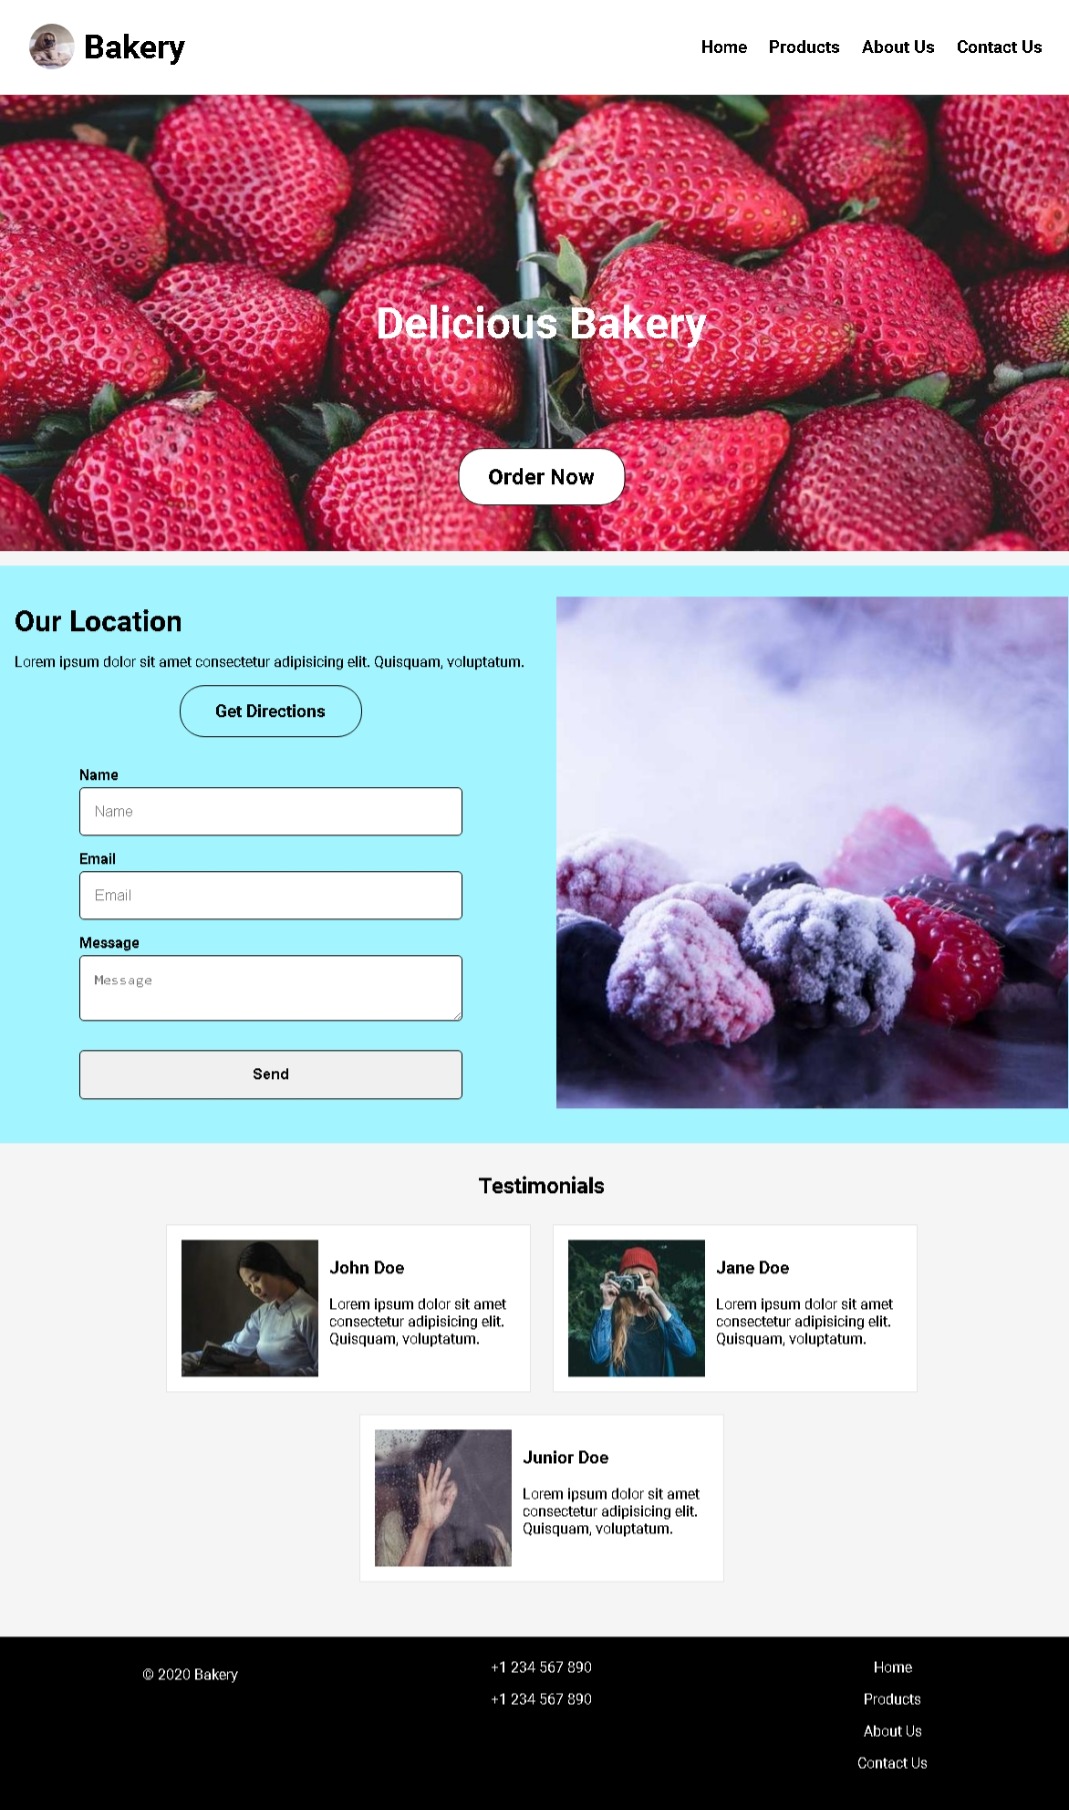 Bakery
Home Products About Us Contact Us
Delicious Bakery
Order Now
Our Location
Lorem ipsum dolor sit amet consectetur adipisicing elit. Quisquam, voluptatum.
Get Directions
Name
Name
Email
Email
Message
Message
Send
Testimonials
John Doe
Lorem ipsum dolor sit amet
consectetur adipisicing elit.
Quisquam, voluptatum.
Jane Doe
Lorem ipsum dolor sit amet
consectetur adipisicing elit.
Quisquam, voluptatum.
Junior Doe
Lorem ipsum dolor sit amet
consectetur adipisicing elit.
Quisquam, voluptatum.
© 2020 Bakery
+1 234 567 890
+1 234 567 890
Home
Products
About Us
Contact Us